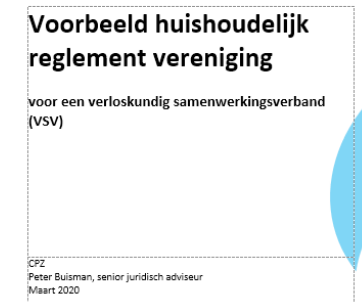 Voorbeeld huishoudelijk
reglement vereniging
voor een verloskundig samenwerkingsverband
(VSV)
CPZ
Peter Buisman, senior juridisch adviseur
Maart 2020